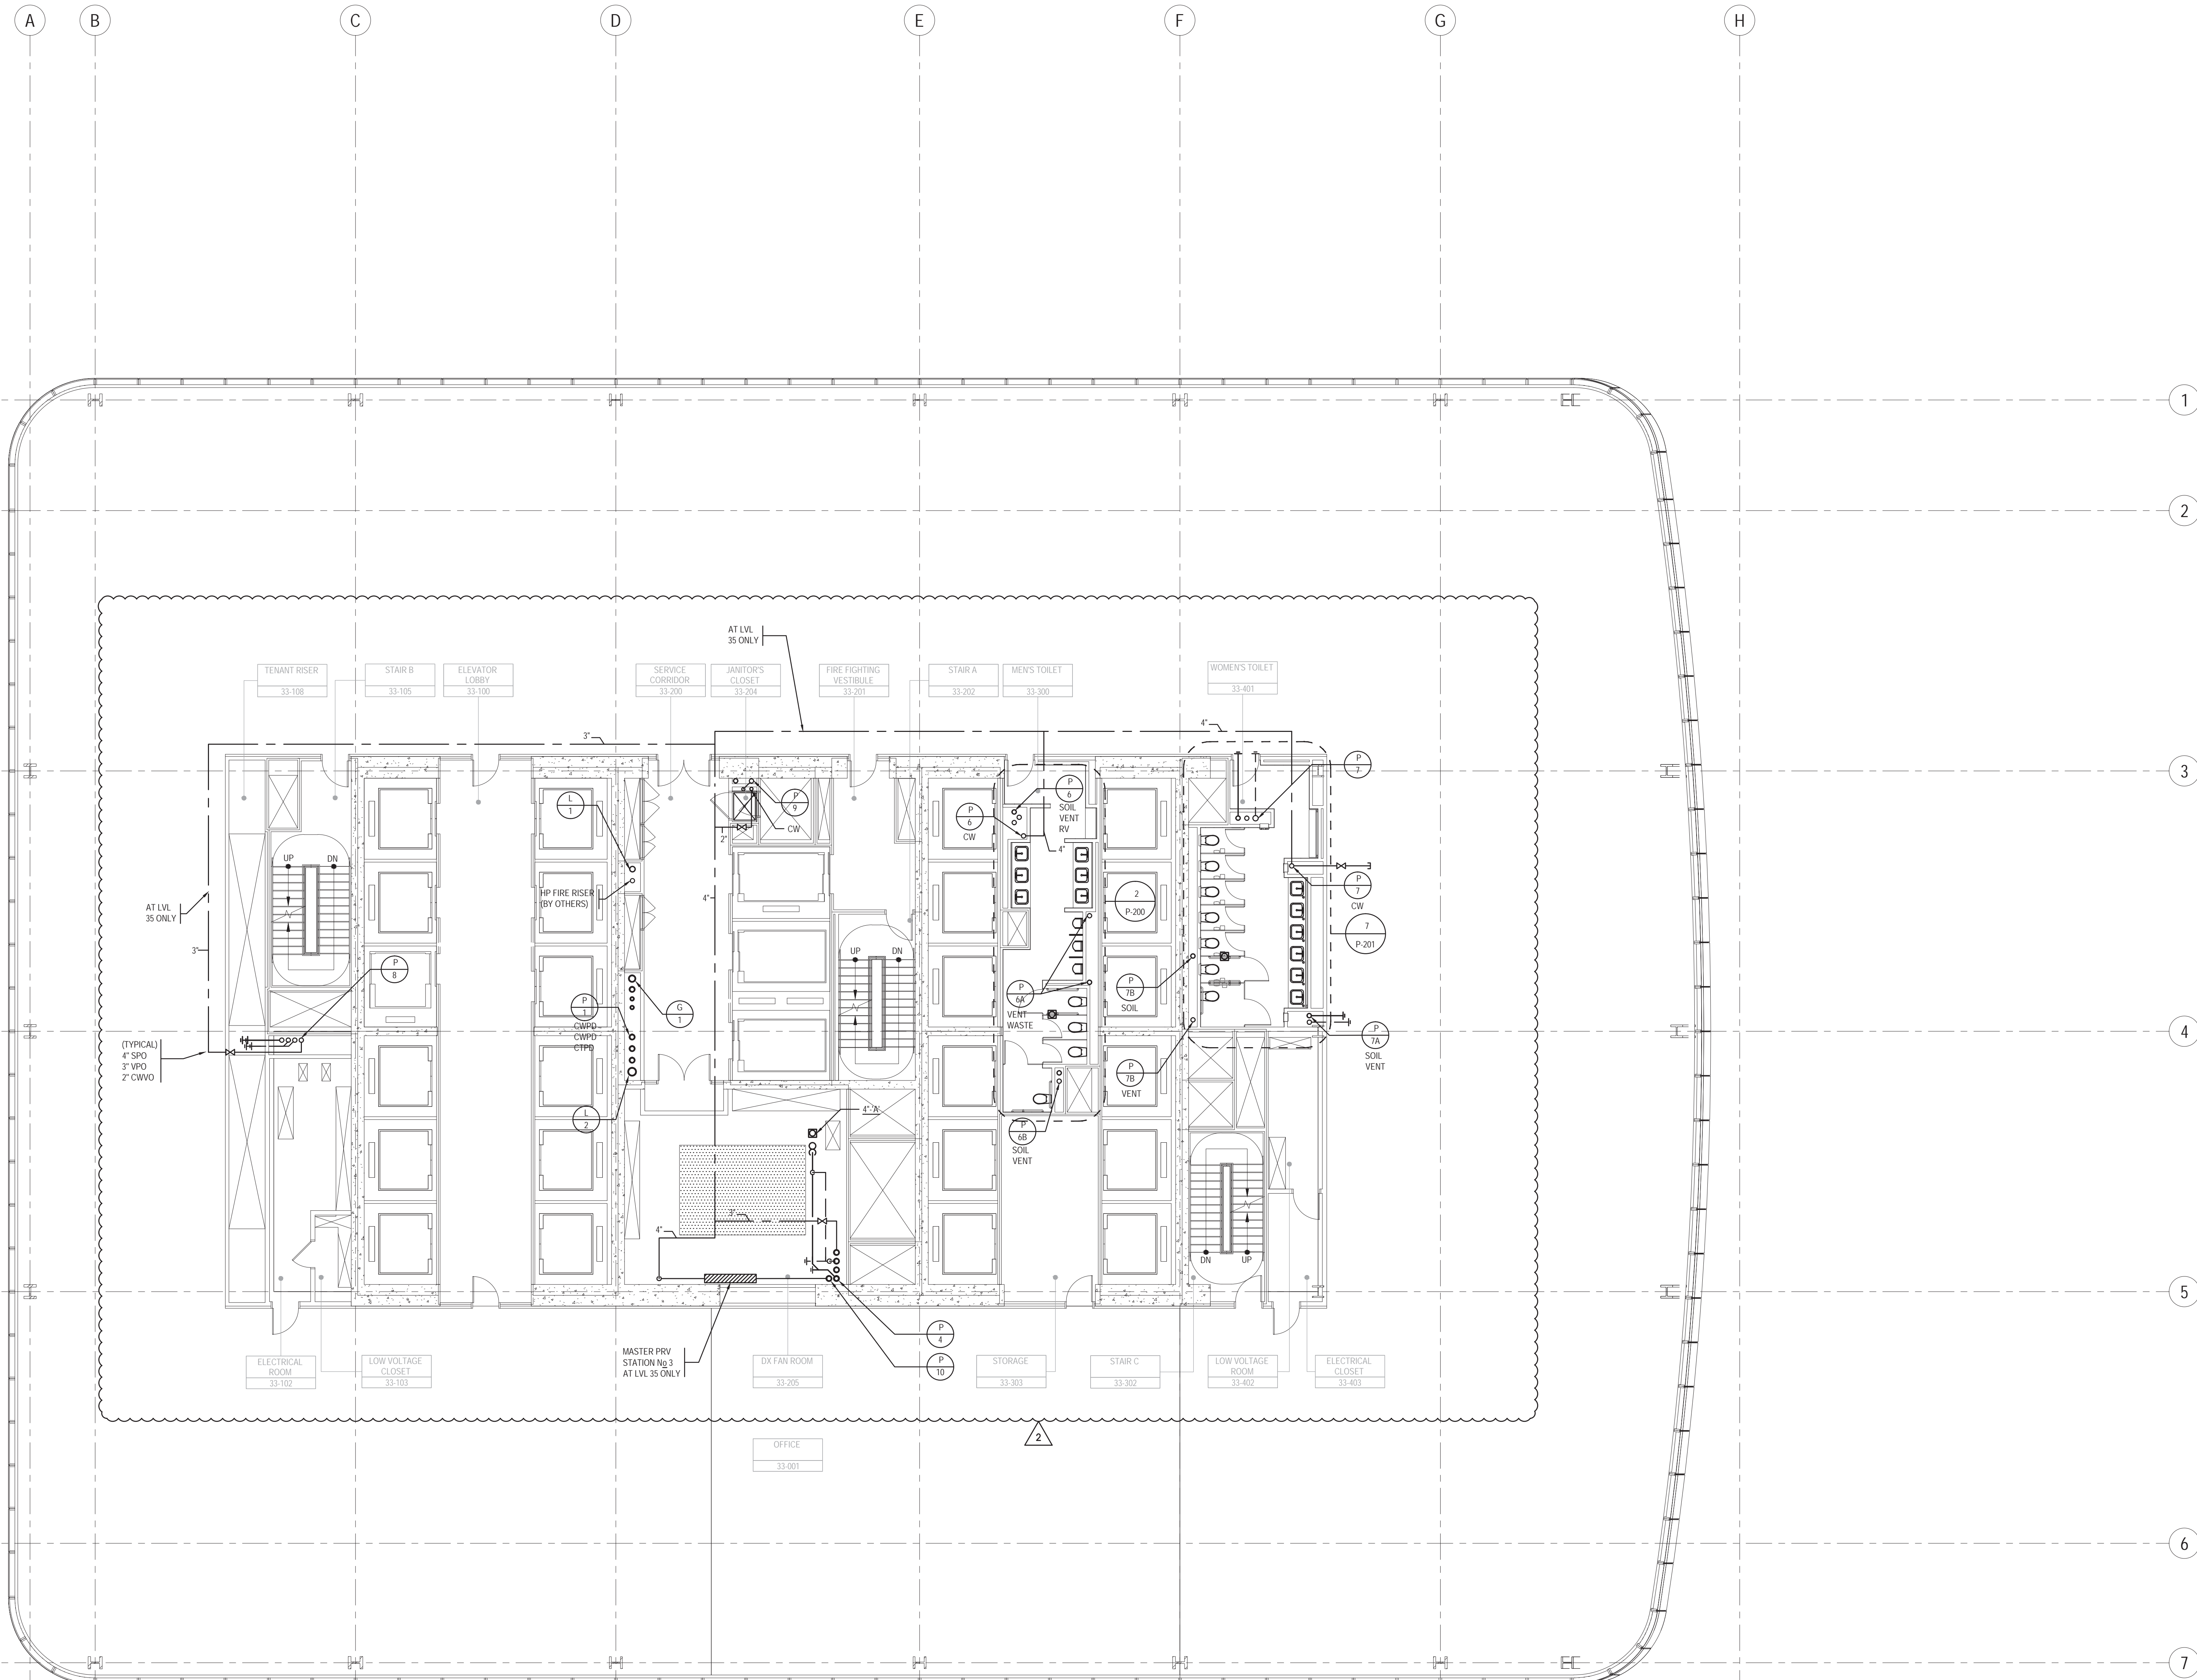 A
B
C
D
E
F
G
H
1
2
AT LVL
35 ONLY
TENANT RISER
33-108
STAIR B
33-105
ELEVATOR
LOBBY
33-100
SERVICE
CORRIDOR
33-200
JANITOR'S
CLOSET
33-204
FIRE FIGHTING
VESTIBULE
33-201
STAIR A
33-202
MEN'S TOILET
33-300
WOMEN'S TOILET
33-401
3"
4"
P
7
3
L
1
P
9
CW
2"
P
6
SOIL
VENT
RV
P
6
CW
4"
UP
DN
HP FIRE RISER
(BY OTHERS)
4"
2
P-200
P
7
CW
7
P-201
AT LVL
35 ONLY
3"
UP
DN
P
8
P
1
CWPD
CWPD
CTPD
G
1
P
6A
VENT
WASTE
P
7B
SOIL
4
(TYPICAL)
4" SPO
3" VPO
2" CWVO
P
7A
SOIL
VENT
P
7B
VENT
L
2
4"-'A'
P
6B
SOIL
VENT
3"
4"
DN
UP
5
MASTER PRV
STATION No 3
AT LVL 35 ONLY
P
4
P
10
ELECTRICAL
ROOM
33-102
LOW VOLTAGE
CLOSET
33-103
DX FAN ROOM
33-205
STORAGE
33-303
STAIR C
33-302
LOW VOLTAGE
ROOM
33-402
ELECTRICAL
CLOSET
33-403
2
OFFICE
33-001
6
7